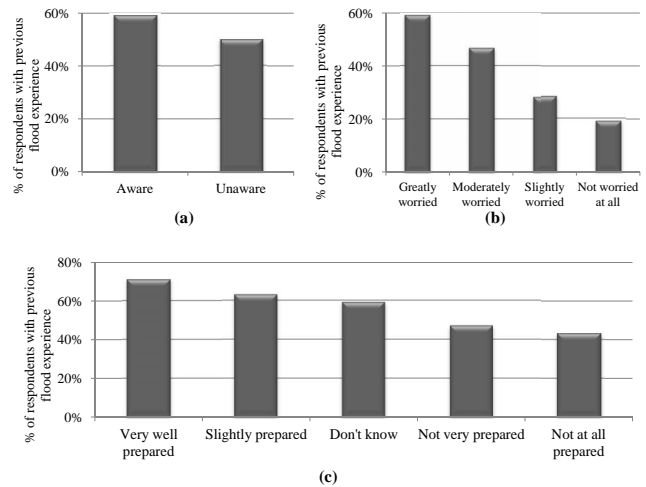 % of respondents with previous
flood experience
60%
40%
20%
0%
Aware
Unaware
(a)
% of respondents with previous
flood experience
60%
40%
20%
0%
Greatly
worried
Moderately
worried
Slightly
worried
Not worried
at all
(b)
% of respondents with previous
flood experience
80%
60%
40%
20%
0%
Very well
prepared
Slightly prepared
Don't know
Not very prepared
Not at all
prepared
(c)